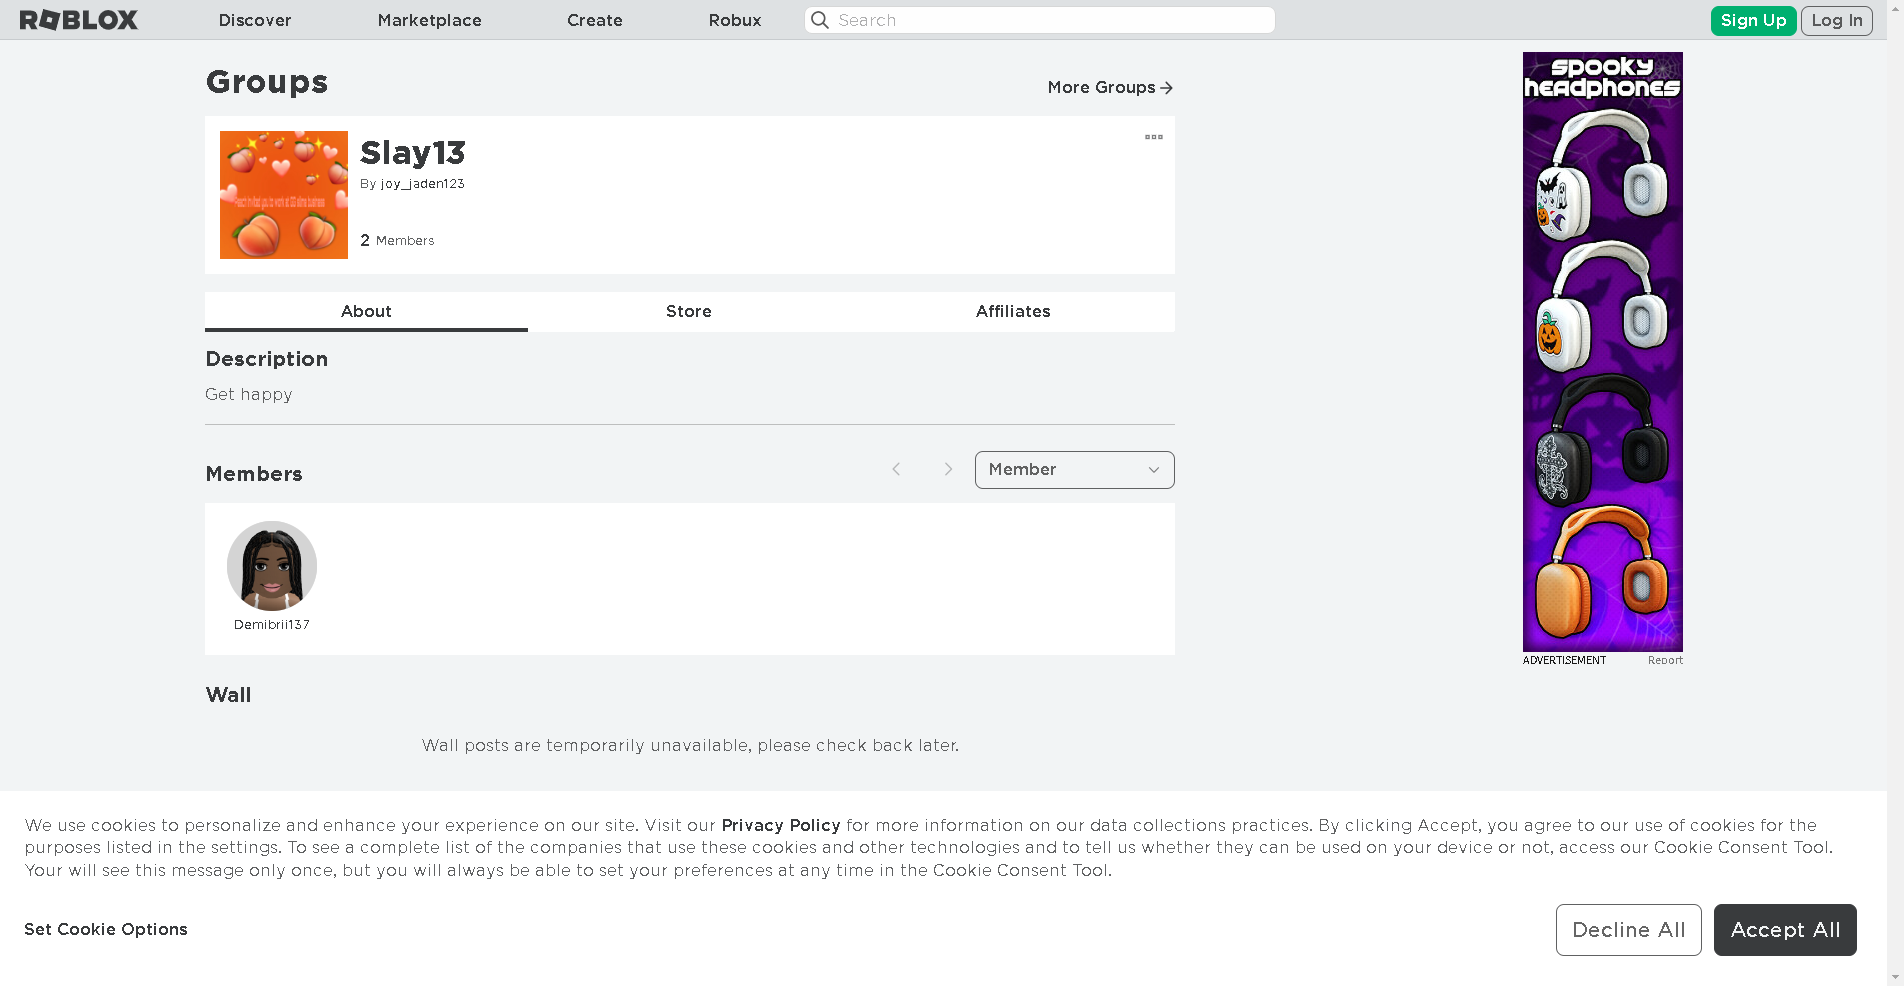 ROBLOX
Discover
Marketplace
Create
Robux
Search
Sign Up
Log In
Groups
More Groups
Slay13
By joy_jaden123
2 Members
About
Store
Affiliates
Description
Get happy
Members
Member
Demibrii137
Wall
Wall posts are temporarily unavailable, please check back later.
SPOOKY
HEADPHONES
ADVERTISEMENT
Report
We use cookies to personalize and enhance your experience on our site. Visit our Privacy Policy for more information on our data collections practices. By clicking Accept, you agree to our use of cookies for the
purposes listed in the settings. To see a complete list of the companies that use these cookies and other technologies and to tell us whether they can be used on your device or not, access our Cookie Consent Tool.
Your will see this message only once, but you will always be able to set your preferences at any time in the Cookie Consent Tool.
Set Cookie Options
Decline All
Accept All